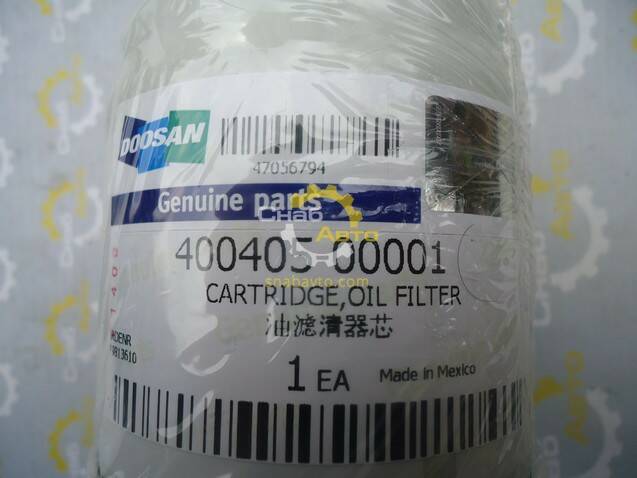 DOOSAN
47056794
Genuine parts
СНАБ
АВТО
400405-00001
snabavto.com
CARTRIDGE, OIL FILTER
油滤清器芯
1 EA
Made in Mexico